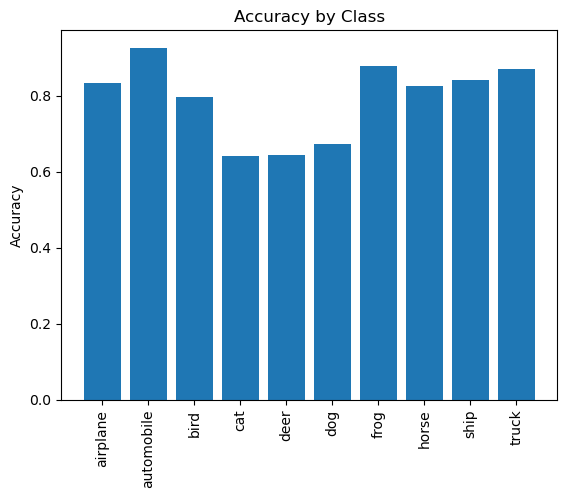 Accuracy by Class
Accuracy
0.8
0.6
0.4
0.2
0.0
airplane
automobile
bird
cat
deer
dog
frog
horse
ship
truck